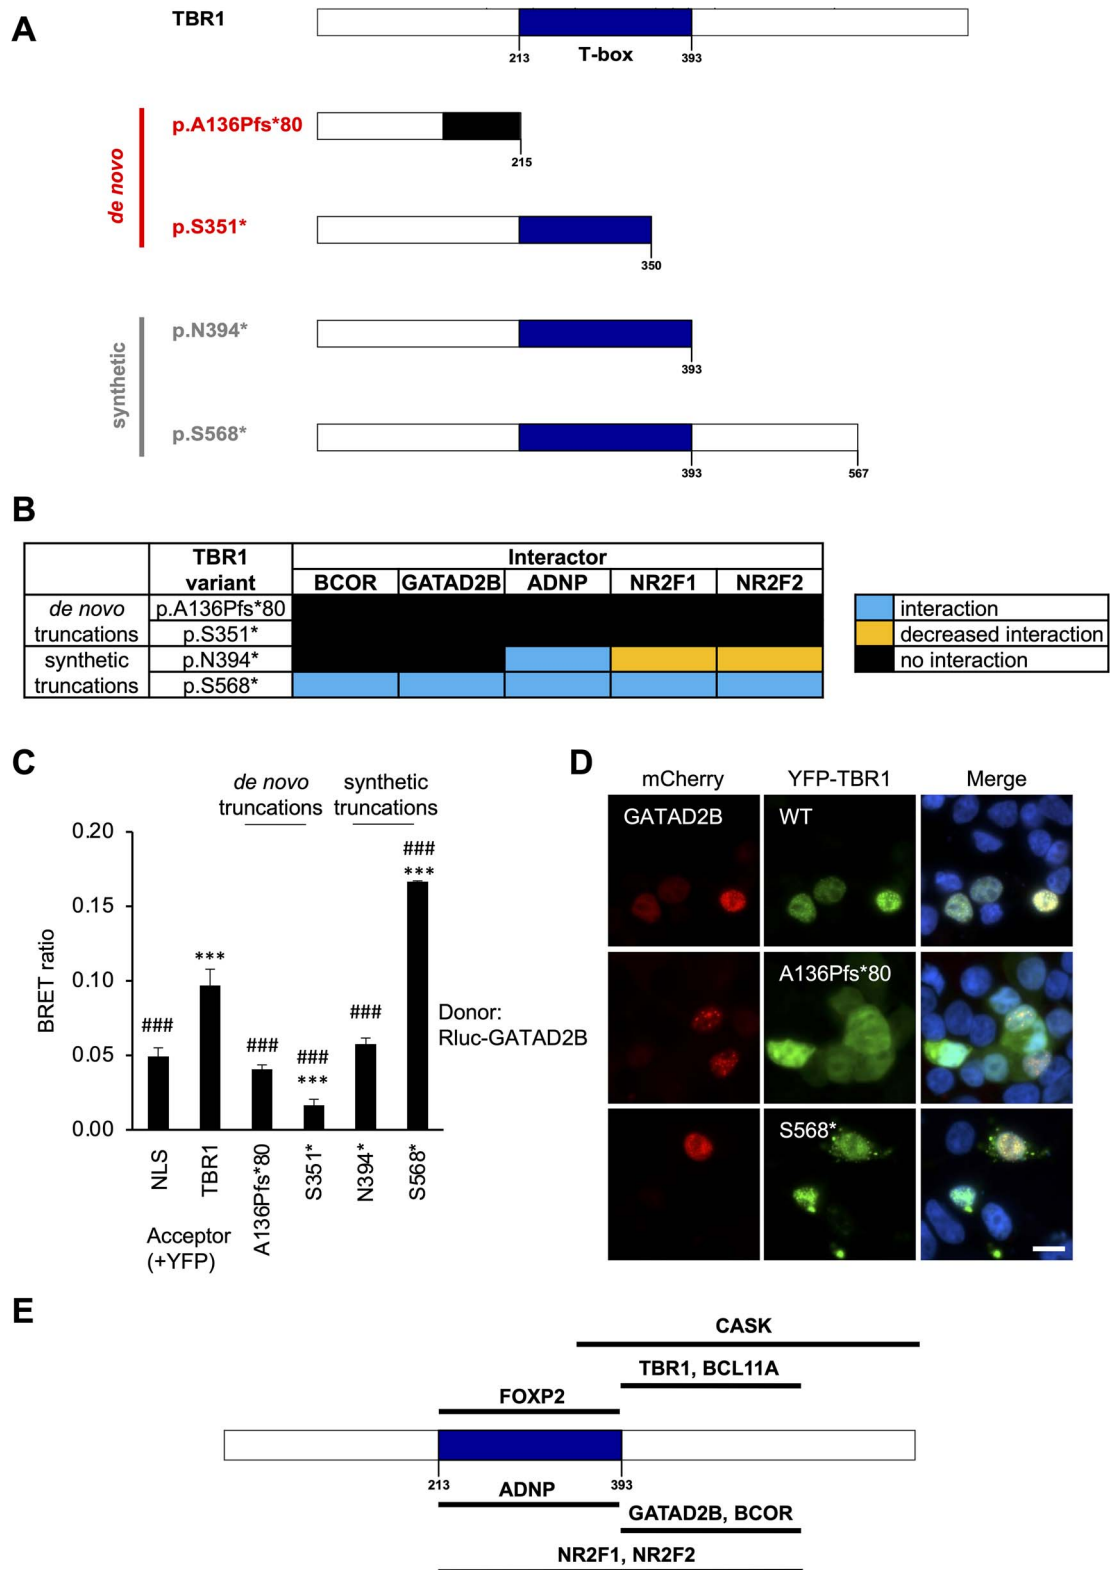 A
TBR1
213
T-box
393
de novo
p.A136Pfs*80
215
p.S351*
350
synthetic
p.N394*
393
p.S568*
393
567
B
TBR1
variant
Interactor
BCOR
GATAD2B
ADNP
NR2F1
NR2F2
de novo
truncations
p.A136Pfs*80
p.S351*
synthetic
truncations
p.N394*
p.S568*
interaction
decreased interaction
no interaction
C
de novo
truncations
synthetic
truncations
BRET ratio
0.20
0.15
0.10
0.05
0.00
###
***
###
###
***
###
###
***
NLS
TBR1
A136Pfs*80
S351*
N394*
S568*
Acceptor
(+YFP)
Donor:
Rluc-GATAD2B
D
mCherry
YFP-TBR1
Merge
GATAD2B
WT
A136Pfs*80
S568*
E
CASK
TBR1, BCL11A
FOXP2
213
393
ADNP
GATAD2B, BCOR
NR2F1, NR2F2